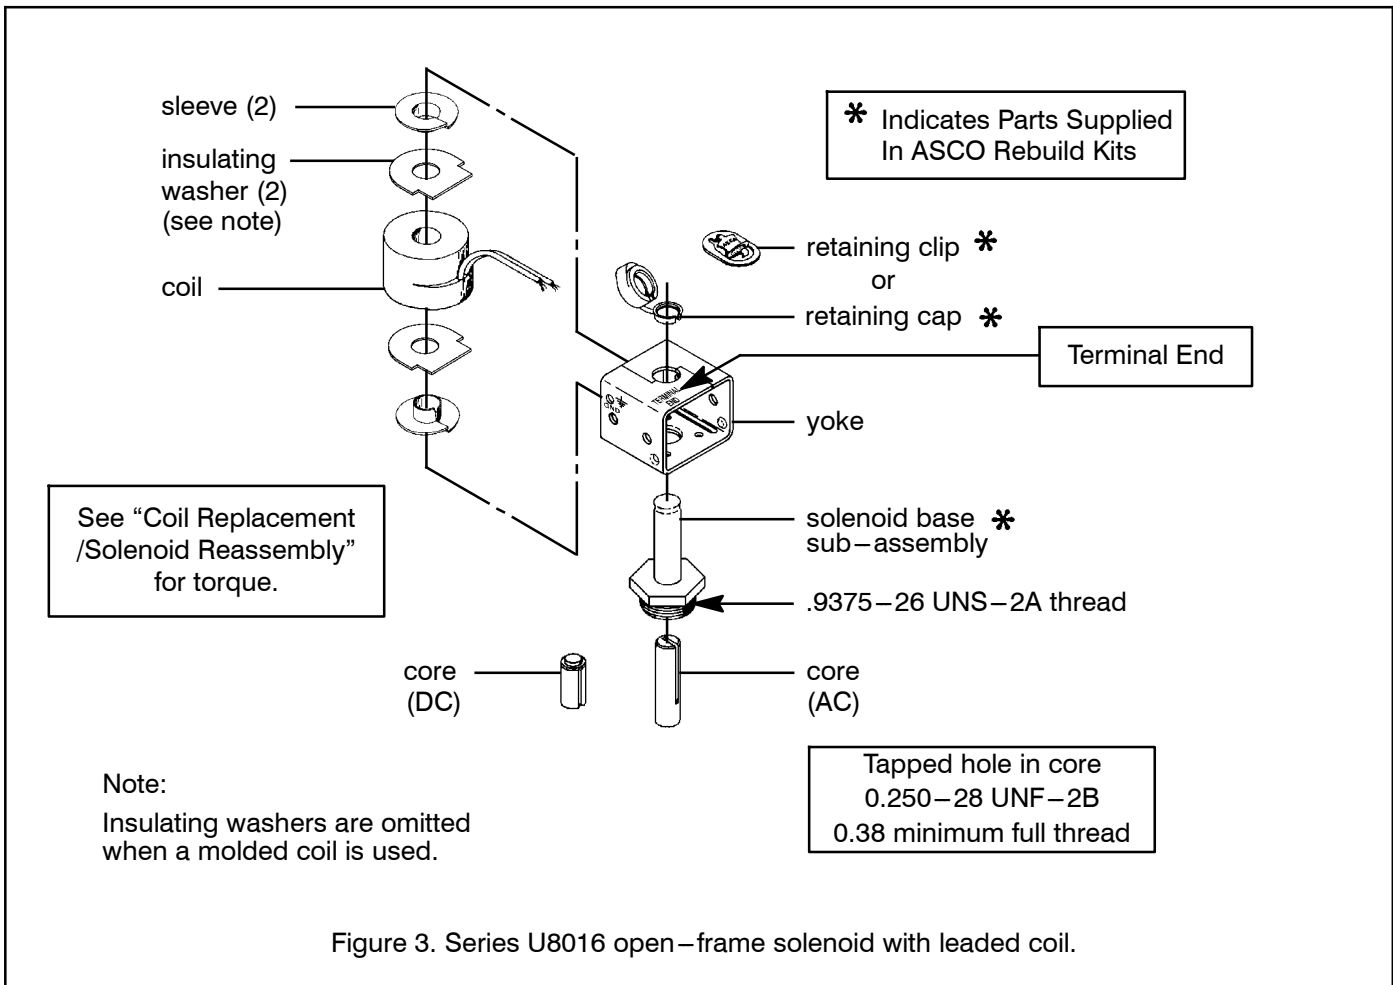 sleeve (2)
insulating
washer (2)
(see note)
coil
* Indicates Parts Supplied
In ASCO Rebuild Kits
retaining clip *
or
retaining cap *
Terminal End
TERMINAL
END
GND
yoke
See “Coil Replacement
/Solenoid Reassembly”
for torque.
solenoid base *
sub–assembly
.9375–26 UNS–2A thread
core
(DC)
core
(AC)
Tapped hole in core
0.250–28 UNF–2B
0.38 minimum full thread
Note:
Insulating washers are omitted
when a molded coil is used.
Figure 3. Series U8016 open–frame solenoid with leaded coil.